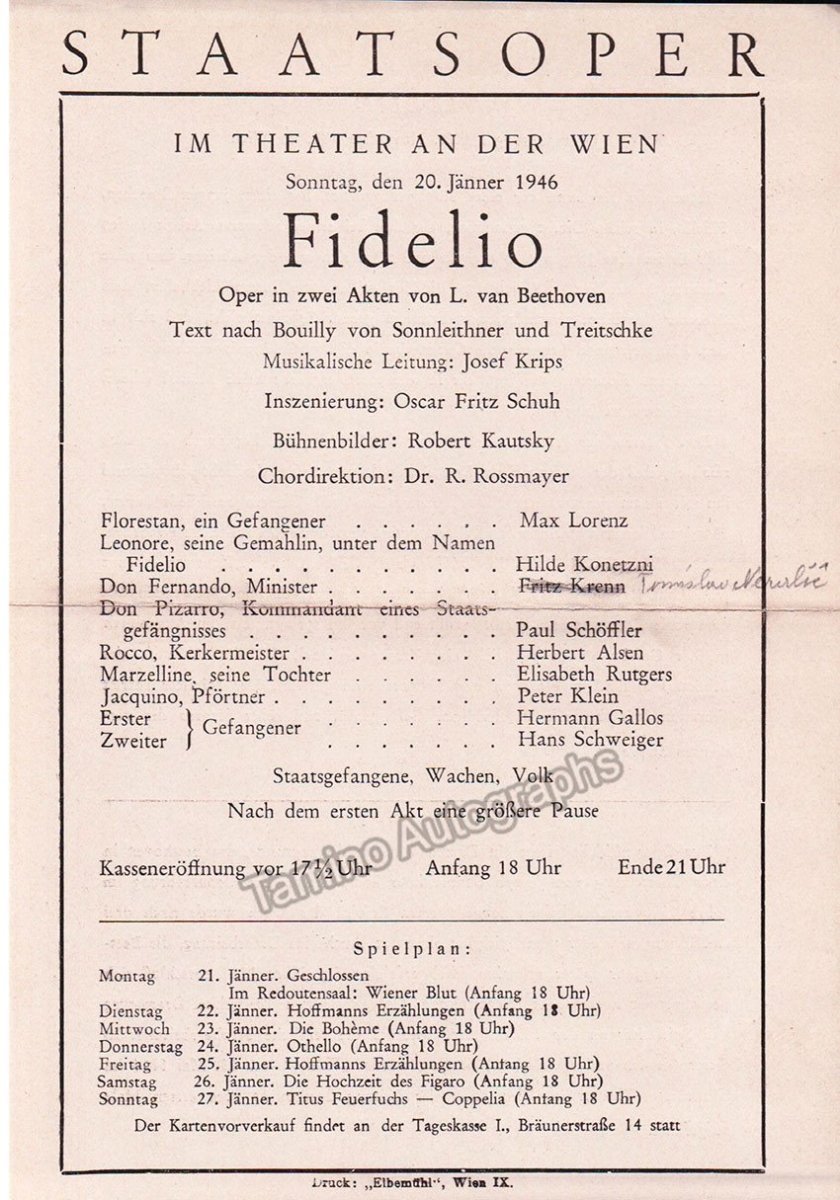 STAATSOPER
IM THEATER AN DER WIEN
Sonntag, den 20. Jänner 1946
Fidelio
Oper in zwei Akten von L. van Beethoven
Text nach Bouilly von Sonnleithner und Treitschke
Musikalische Leitung: Josef Krips
Inszenierung: Oscar Fritz Schuh
Bühnenbilder: Robert Kautsky
Chordirektion: Dr. R. Rossmayer
Florestan, ein Gefangener . . . . . . Max Lorenz
Leonore, seine Gemahlin, unter dem Namen
Fidelio . . . . . . . . . . . Hilde Konetzni
Don Fernando, Minister . . . . . . . Fritz Krenn Tomislav
Don Pizarro, Kommandant eines Staats-
gefängnisses . . . . . . . . . . Paul Schöffler
Rocco, Kerkermeister . . . . . . . . Herbert Alsen
Marzelline, seine Tochter . . . . . . Elisabeth Rutgers
Jacquino, Pförtner . . . . . . . . . Peter Klein
Erster } Gefangener . . . . . . Hermann Gallos
Zweiter . . . . . . Hans Schweiger
Staatsgefangene, Wachen, Volk
Nach dem ersten Akt eine größere Pause
Kasseneröffnung vor 17½ Uhr Anfang 18 Uhr Ende 21 Uhr
Tamino Autographs
Spielplan:
Montag 21. Jänner. Geschlossen
Im Redoutensaal: Wiener Blut (Anfang 18 Uhr)
Dienstag 22. Jänner. Hoffmanns Erzählungen (Anfang 18 Uhr)
Mittwoch 23. Jänner. Die Bohème (Anfang 18 Uhr)
Donnerstag 24. Jänner. Othello (Anfang 18 Uhr)
Freitag 25. Jänner. Hoffmanns Erzählungen (Anfang 18 Uhr)
Samstag 26. Jänner. Die Hochzeit des Figaro (Anfang 18 Uhr)
Sonntag 27. Jänner. Titus Feuerfuchs — Coppelia (Anfang 18 Uhr)
Der Kartenvorverkauf findet an der Tageskasse I., Bräunerstraße 14 statt
Druck: „Elbemühl", Wien IX.